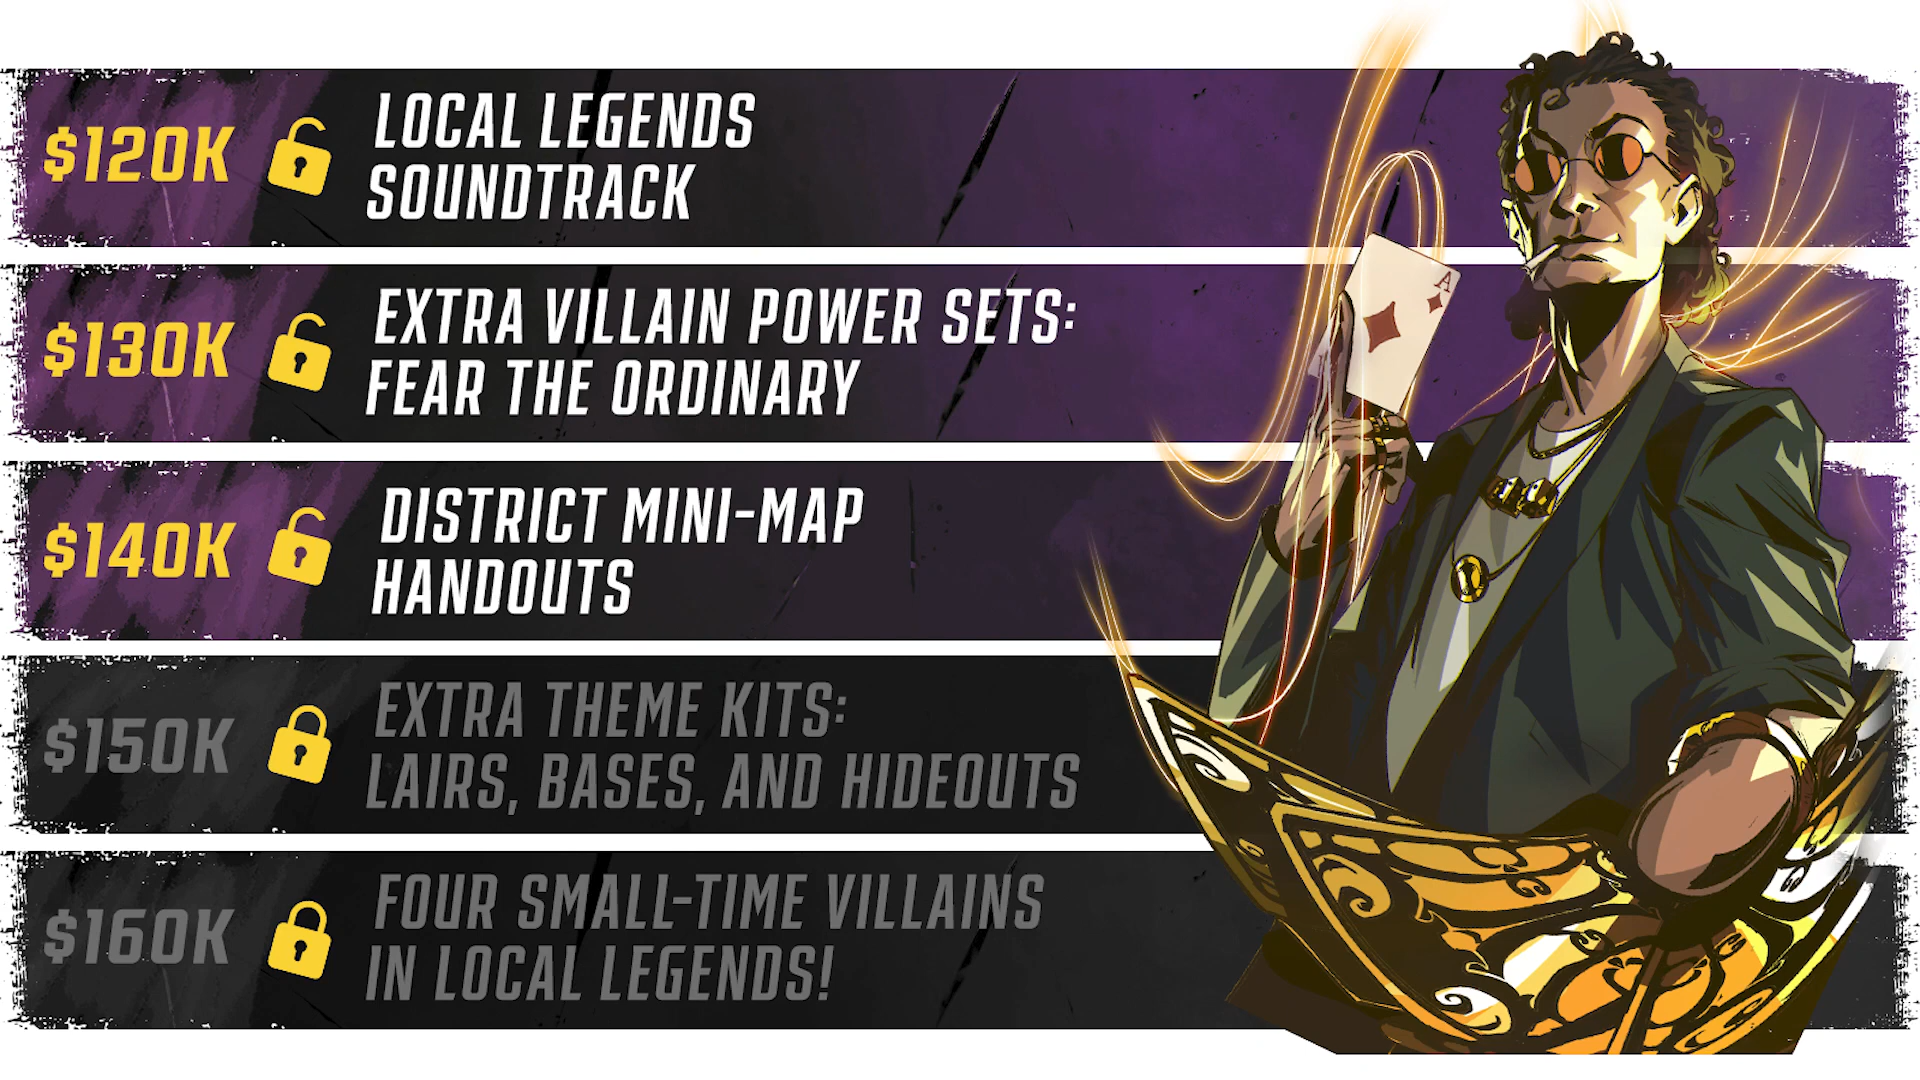 $120K
LOCAL LEGENDS
SOUNDTRACK
$130K
EXTRA VILLAIN POWER SETS:
FEAR THE ORDINARY
$140K
DISTRICT MINI-MAP
HANDOUTS
$150K
EXTRA THEME KITS:
LAIRS, BASES, AND HIDEOUTS
$160K
FOUR SMALL-TIME VILLAINS
IN LOCAL LEGENDS!
A